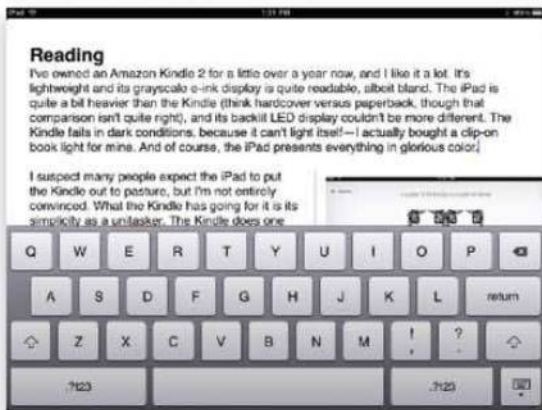 iPad
1:21 PM
Reading
I've owned an Amazon Kindle 2 for a little over a year now, and I like it a lot. It's
lightweight and its grayscale e-ink display is quite readable, albeit bland. The iPad is
quite a bit heavier than the Kindle (think hardcover versus paperback, though that
comparison isn't quite right), and its backlit LED display couldn't be more different. The
Kindle fails in dark conditions, because it can't light itself—I actually bought a clip-on
book light for mine. And of course, the iPad presents everything in glorious color.
I suspect many people expect the iPad to put
the Kindle out to pasture, but I'm not entirely
convinced. What the Kindle has going for it is its
simplicity as a unitasker. The Kindle does one
Q W E R T Y U I O P
A S D F G H J K L return
Z X C V B N M ! , ? .
.?123 .?123